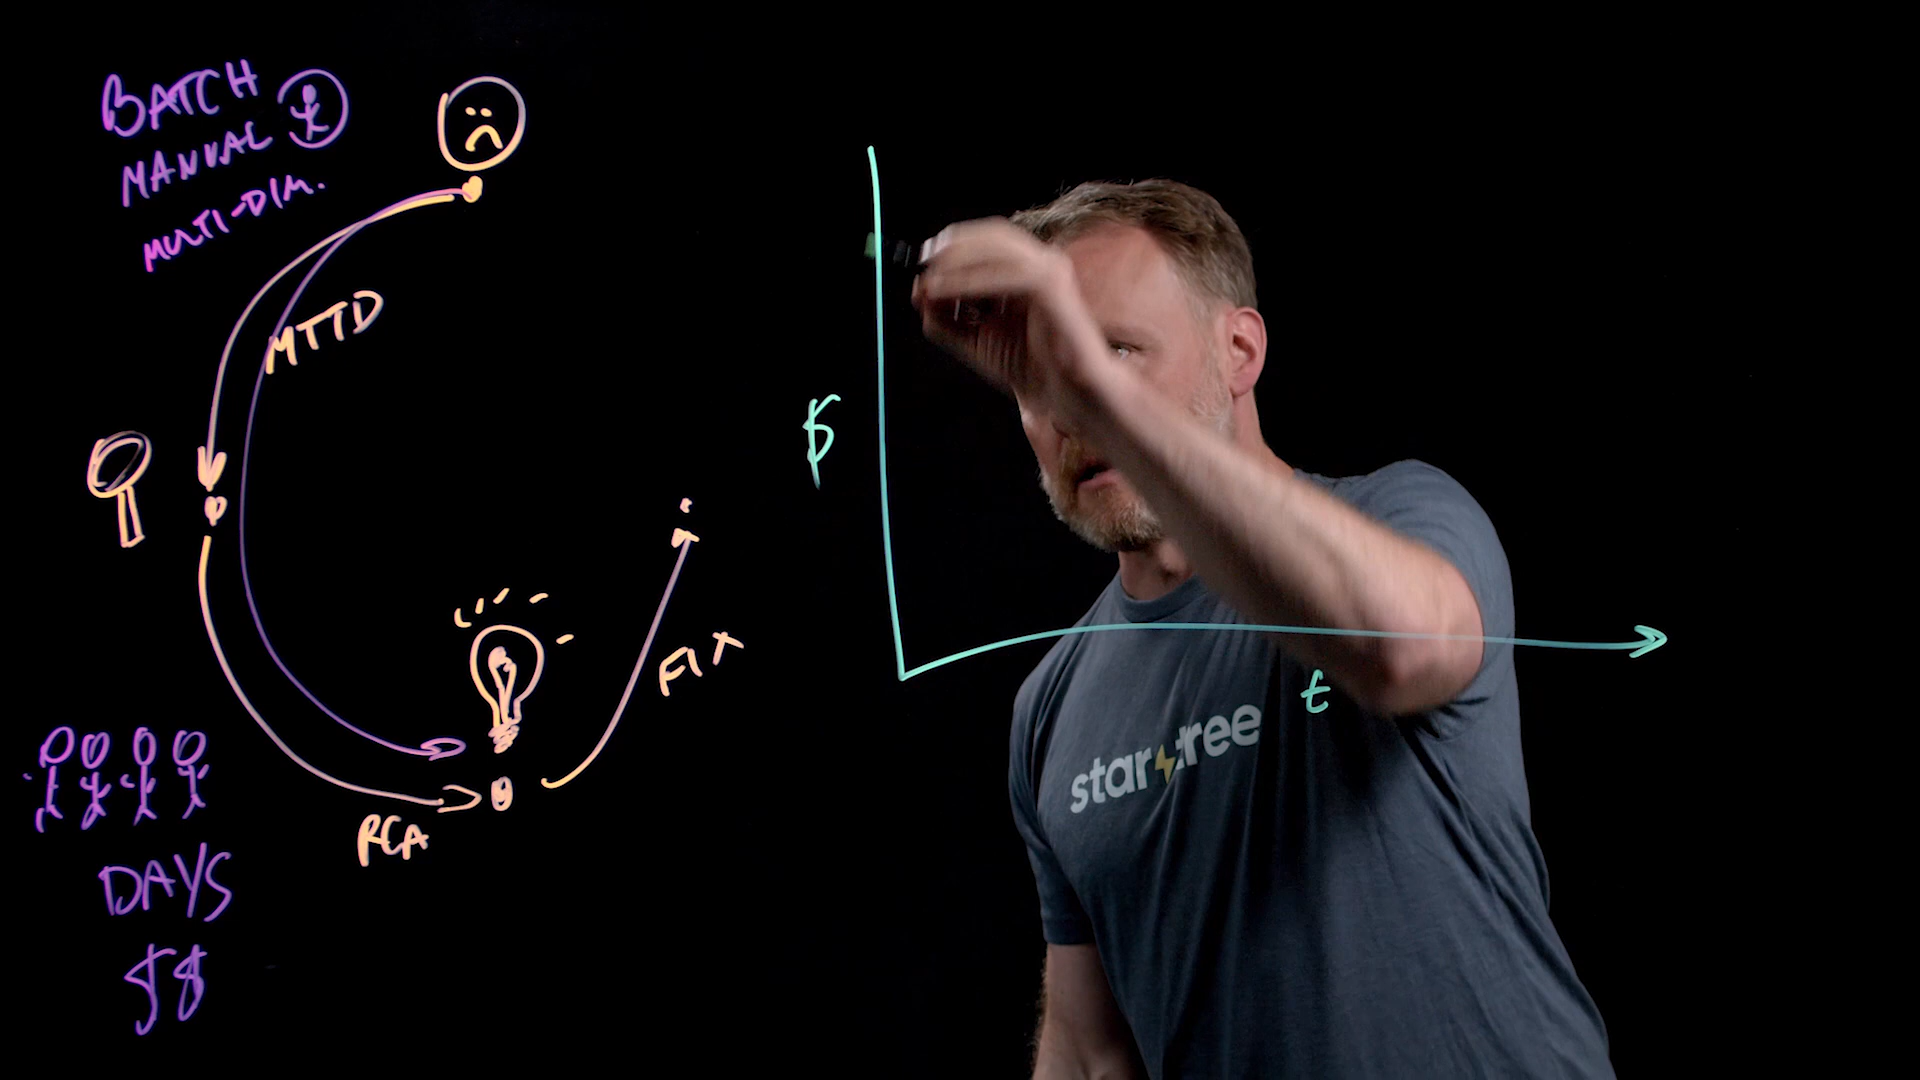 BATCH
MANUAL
MULTI-DIM.
MTTD
RCA
FIX
DAYS
$$
$
t
startree